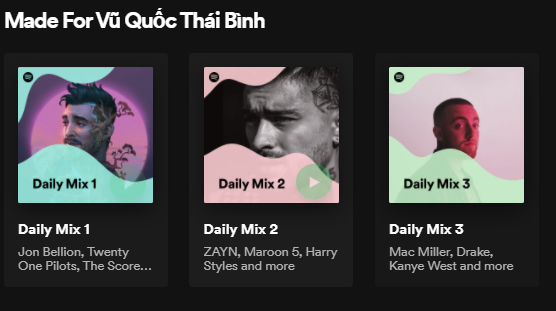 Made For Vũ Quốc Thái Bình
Daily Mix 1
Daily Mix 2
Daily Mix 3
Daily Mix 1
Jon Bellion, Twenty
One Pilots, The Score...
Daily Mix 2
ZAYN, Maroon 5, Harry
Styles and more
Daily Mix 3
Mac Miller, Drake,
Kanye West and more